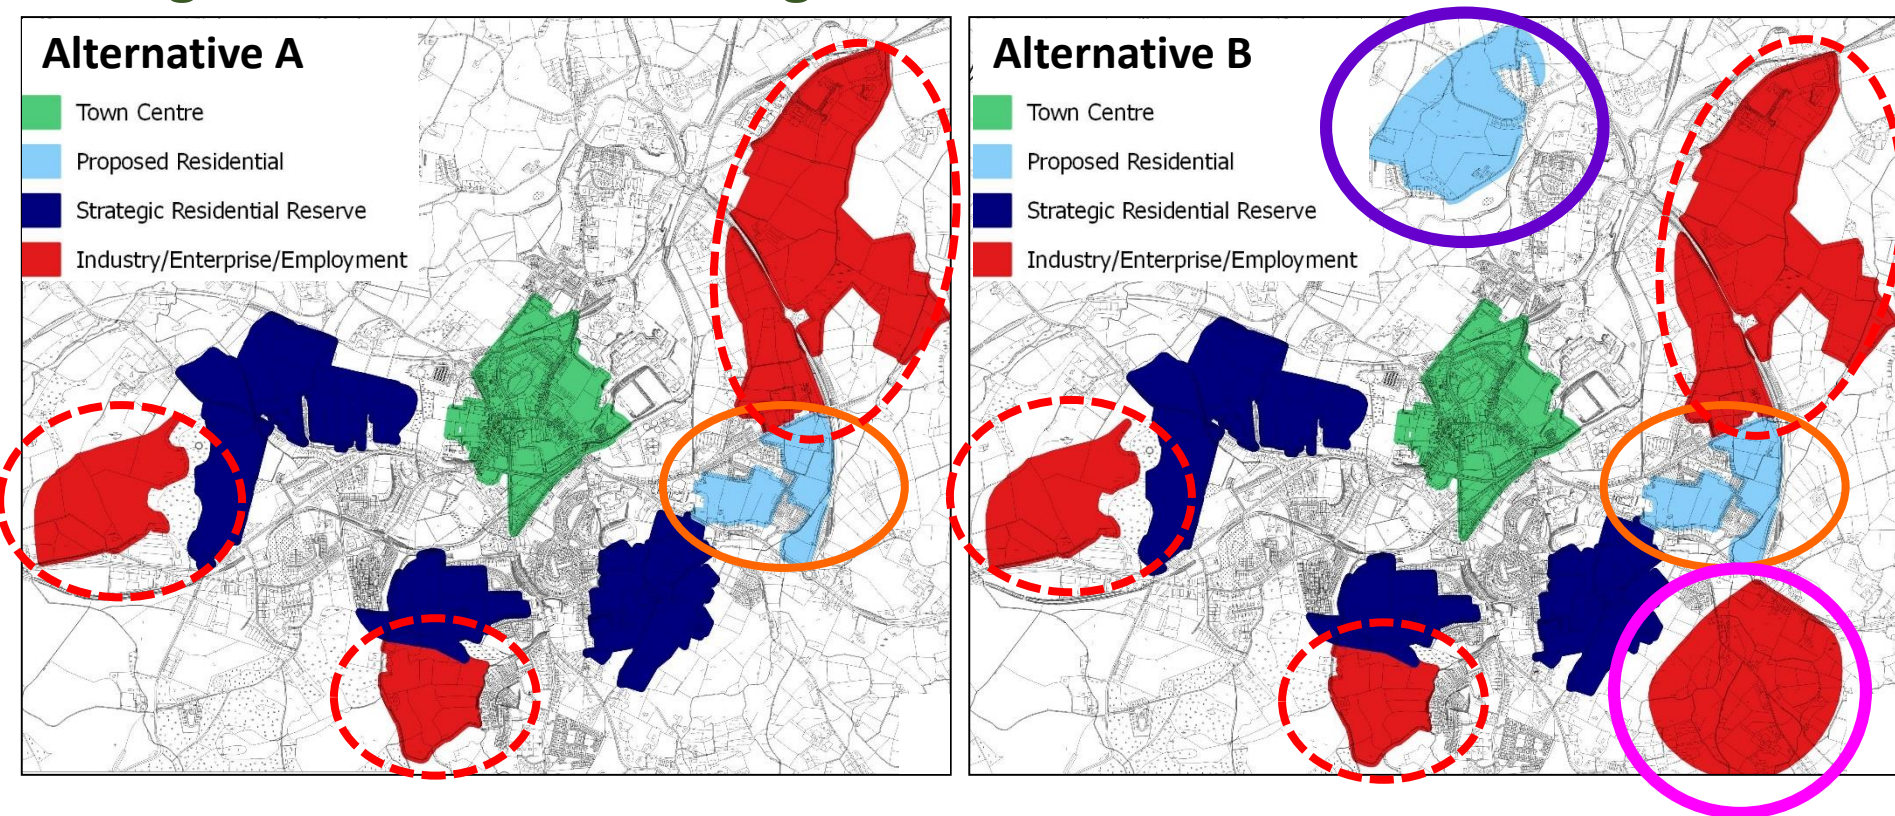 Alternative A
Town Centre
Proposed Residential
Strategic Residential Reserve
Industry/Enterprise/Employment
Alternative B
Town Centre
Proposed Residential
Strategic Residential Reserve
Industry/Enterprise/Employment